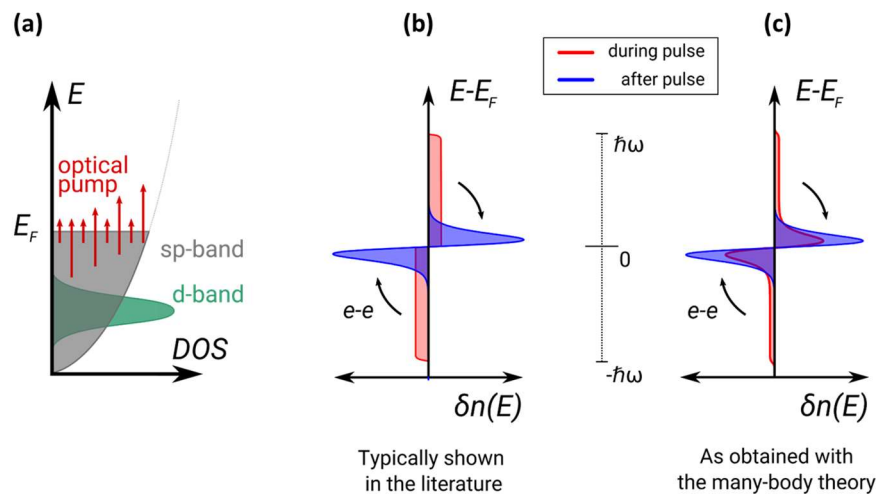 (a)
(b)
(c)
during pulse
after pulse
E
optical
pump
E_F
sp-band
d-band
DOS
E-E_F
e-e
δn(E)
Typically shown
in the literature
ħω
0
-ħω
E-E_F
e-e
δn(E)
As obtained with
the many-body theory